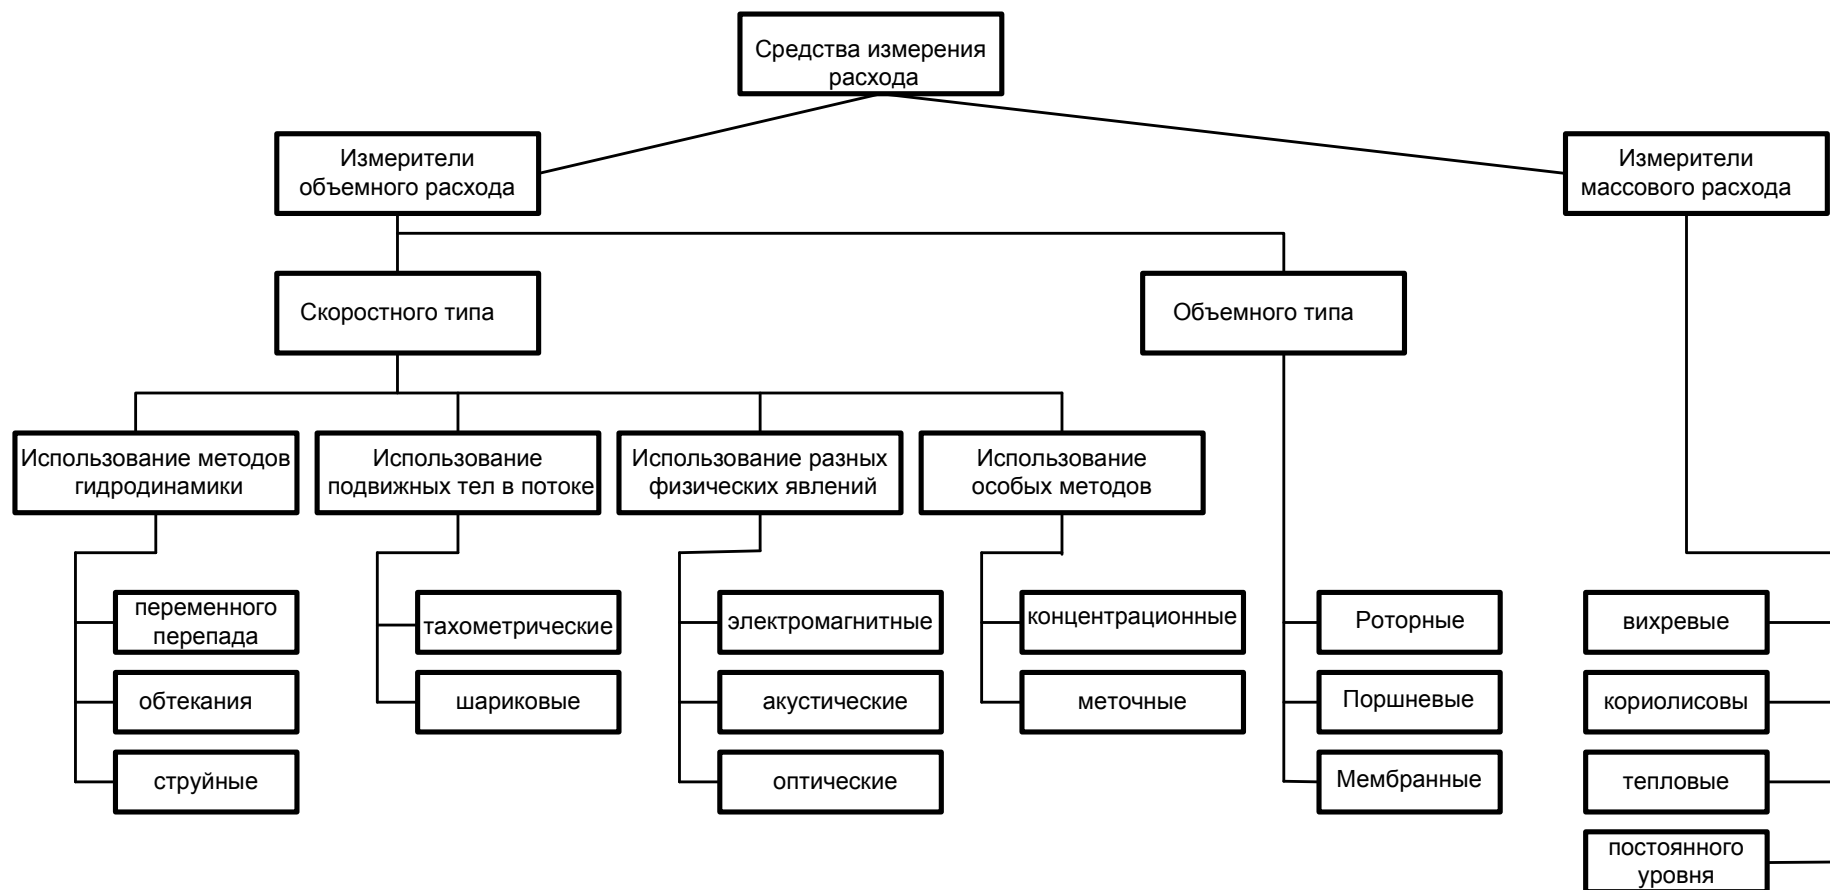 Средства измерения
расхода
Измерители
объемного расхода
Измерители
массового расхода
Скоростного типа
Объемного типа
Использование методов
гидродинамики
Использование
подвижных тел в потоке
Использование разных
физических явлений
Использование
особых методов
переменного
перепада
обтекания
струйные
тахометрические
шариковые
электромагнитные
акустические
оптические
концентрационные
меточные
Роторные
Поршневые
Мембранные
вихревые
кориолисовы
тепловые
постоянного
уровня